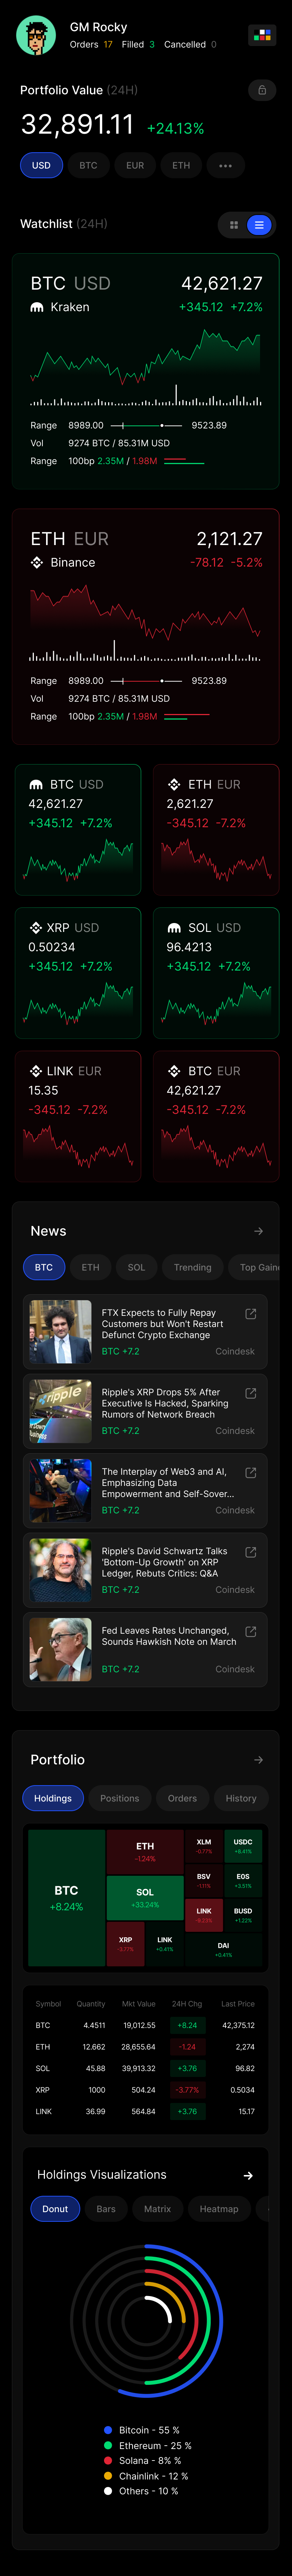 GM Rocky
Orders 17 Filled 3 Cancelled 0
Portfolio Value (24H)
32,891.11 +24.13%
USD BTC EUR ETH
Watchlist (24H)
BTC USD 42,621.27
Kraken +345.12 +7.2%
Range 8989.00 9523.89
Vol 9274 BTC / 85.31M USD
Range 100bp 2.35M / 1.98M
ETH EUR 2,121.27
Binance -78.12 -5.2%
Range 8989.00 9523.89
Vol 9274 BTC / 85.31M USD
Range 100bp 2.35M / 1.98M
BTC USD
42,621.27
+345.12 +7.2%
ETH EUR
2,621.27
-345.12 -7.2%
XRP USD
0.50234
+345.12 +7.2%
SOL USD
96.4213
+345.12 +7.2%
LINK EUR
15.35
-345.12 -7.2%
BTC EUR
42,621.27
-345.12 -7.2%
News
BTC ETH SOL Trending Top Gain
FTX Expects to Fully Repay
Customers but Won't Restart
Defunct Crypto Exchange
BTC +7.2 Coindesk
ripple
Ripple's XRP Drops 5% After
Executive Is Hacked, Sparking
Rumors of Network Breach
BTC +7.2 Coindesk
The Interplay of Web3 and AI,
Emphasizing Data
Empowerment and Self-Sover...
BTC +7.2 Coindesk
Ripple's David Schwartz Talks
'Bottom-Up Growth' on XRP
Ledger, Rebuts Critics: Q&A
BTC +7.2 Coindesk
Fed Leaves Rates Unchanged,
Sounds Hawkish Note on March
BTC +7.2 Coindesk
Portfolio
Holdings Positions Orders History
BTC
+8.24%
ETH
-1.24%
SOL
+33.24%
XRP
-3.77%
LINK
+0.41%
XLM
-0.77%
USDC
+8.41%
BSV
-1.11%
EOS
+3.51%
LINK
-6.23%
BUSD
+1.22%
DAI
+0.41%
Symbol Quantity Mkt Value 24H Chg Last Price
BTC 4.4511 19,012.55 +8.24 42,375.12
ETH 12.662 28,655.64 -1.24 2,274
SOL 45.88 39,913.32 +3.76 96.82
XRP 1000 504.24 -3,77% 0.5034
LINK 36.99 564.84 +3.76 15.17
Holdings Visualizations
Donut Bars Matrix Heatmap
Bitcoin - 55 %
Ethereum - 25 %
Solana - 8% %
Chainlink - 12 %
Others - 10 %